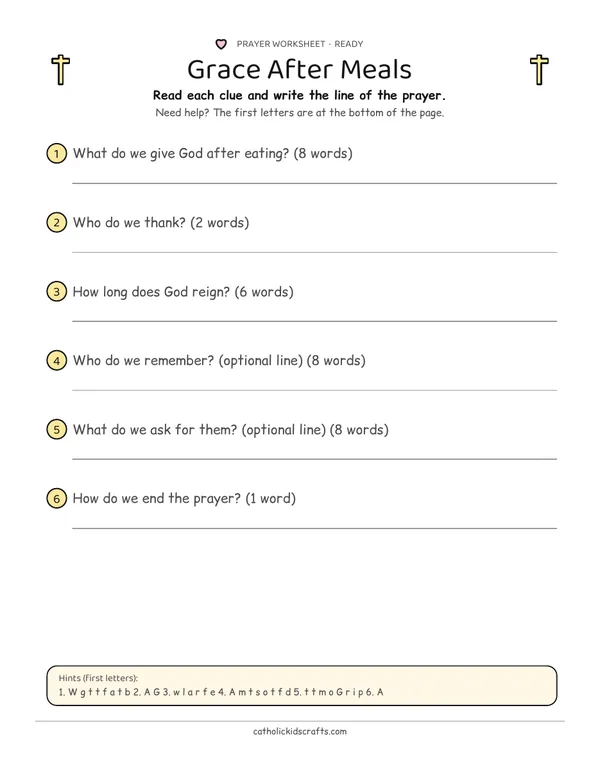 PRAYER WORKSHEET · READY
Grace After Meals
Read each clue and write the line of the prayer.
Need help? The first letters are at the bottom of the page.
1 What do we give God after eating? (8 words)
2 Who do we thank? (2 words)
3 How long does God reign? (6 words)
4 Who do we remember? (optional line) (8 words)
5 What do we ask for them? (optional line) (8 words)
6 How do we end the prayer? (1 word)
Hints (first letters):
1. W g t t f a t b 2. A G 3. w l a r f e 4. A m t s o t f d 5. t t m o G r i p 6. A
catholickidscrafts.com